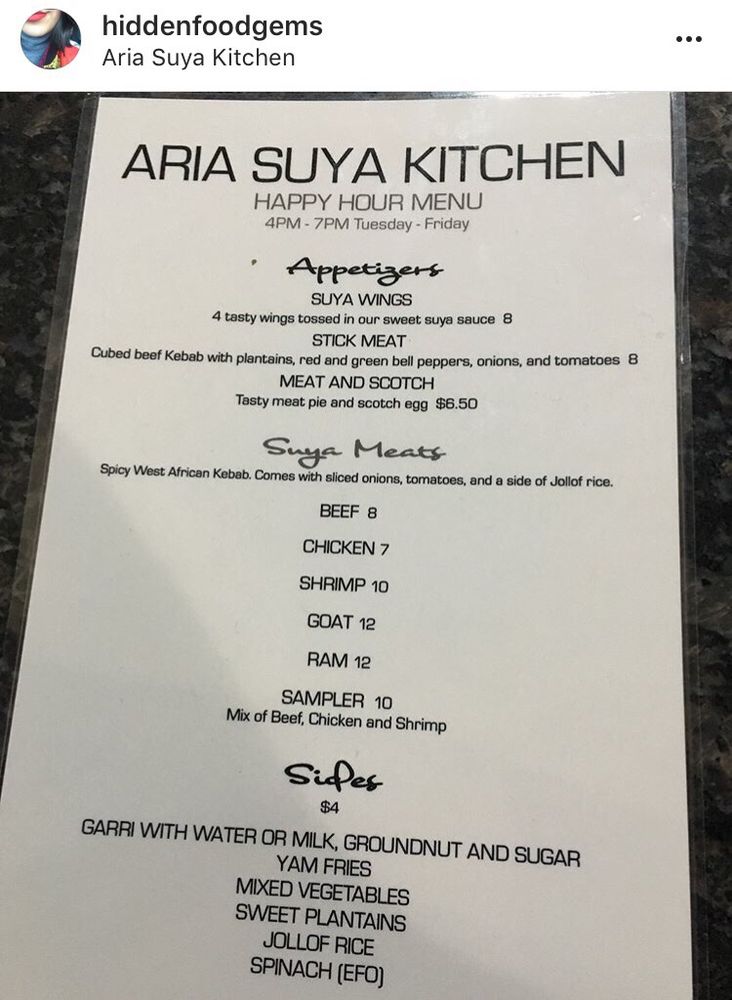 hiddenfoodgems
Aria Suya Kitchen
ARIA SUYA KITCHEN
HAPPY HOUR MENU
4PM - 7PM Tuesday - Friday
Appetizers
SUYA WINGS
4 tasty wings tossed in our sweet suya sauce 8
STICK MEAT
Cubed beef Kebab with plantains, red and green bell peppers, onions, and tomatoes 8
MEAT AND SCOTCH
Tasty meat pie and scotch egg $6.50
Suya Meats
Spicy West African Kebab. Comes with sliced onions, tomatoes, and a side of Jollof rice.
BEEF 8
CHICKEN 7
SHRIMP 10
GOAT 12
RAM 12
SAMPLER 10
Mix of Beef, Chicken and Shrimp
Sides
$4
GARRI WITH WATER OR MILK, GROUNDNUT AND SUGAR
YAM FRIES
MIXED VEGETABLES
SWEET PLANTAINS
JOLLOF RICE
SPINACH (EFO)